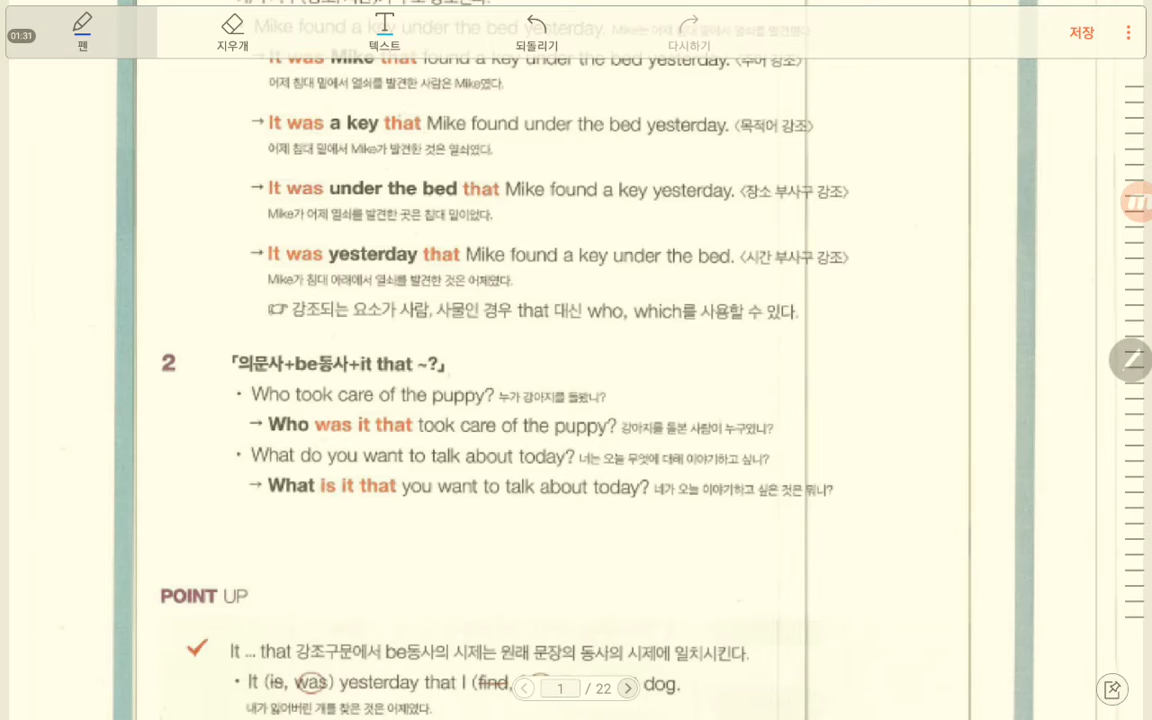 01:31
펜
지우개
텍스트
되돌리기
다시하기
저장
Mike found a key under the bed yesterday.
It was Mike that found a key under the bed yesterday. 〈주어 강조〉
어제 침대 밑에서 열쇠를 발견한 사람은 Mike였다.
→ It was a key that Mike found under the bed yesterday. 〈목적어 강조〉
어제 침대 밑에서 Mike가 발견한 것은 열쇠였다.
→ It was under the bed that Mike found a key yesterday. 〈장소 부사구 강조〉
Mike가 어제 열쇠를 발견한 곳은 침대 밑이었다.
→ It was yesterday that Mike found a key under the bed. 〈시간 부사구 강조〉
Mike가 침대 아래에서 열쇠를 발견한 것은 어제였다.
☞ 강조되는 요소가 사람, 사물인 경우 that 대신 who, which를 사용할 수 있다.
2 「의문사+be동사+it that ~?」
• Who took care of the puppy? 누가 강아지를 돌봤니?
→ Who was it that took care of the puppy? 강아지를 돌본 사람이 누구였니?
• What do you want to talk about today? 너는 오늘 무엇에 대해 이야기하고 싶니?
→ What is it that you want to talk about today? 네가 오늘 이야기하고 싶은 것은 뭐니?
POINT UP
It ... that 강조구문에서 be동사의 시제는 원래 문장의 동사의 시제에 일치시킨다.
• It (is, was) yesterday that I (find, dog.
1 / 22
내가 잃어버린 개를 찾은 것은 어제였다.